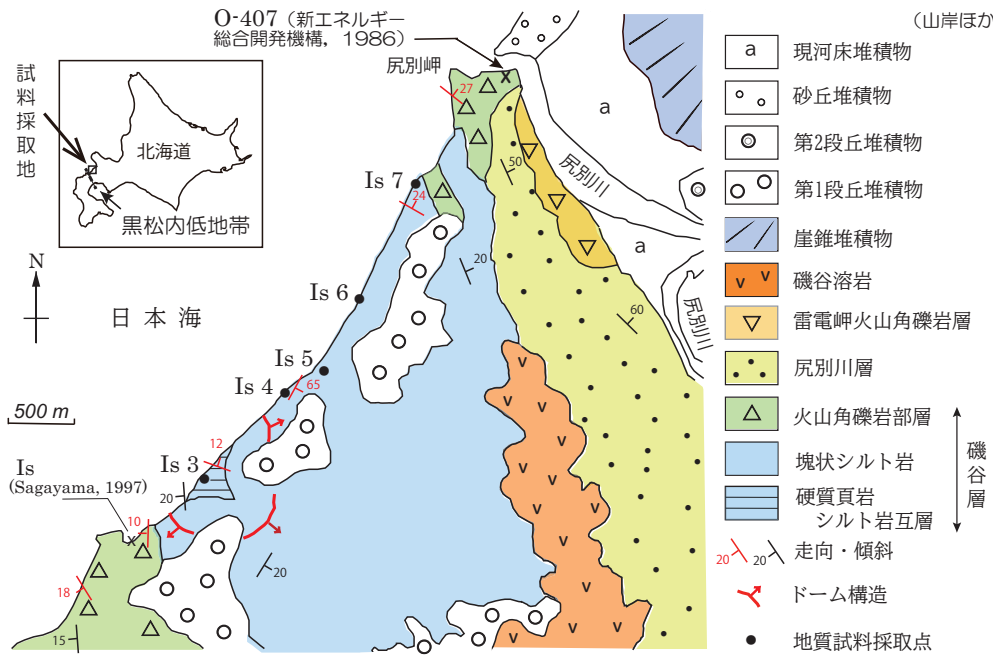 O-407（新エネルギー
総合開発機構，1986）
尻別岬
（山岸ほか
試料採取地
北海道
黒松内低地帯
N
日本海
500 m
Is 7
Is 6
Is 5
Is 4
Is 3
Is
(Sagayama, 1997)
27
24
65
12
20
10
18
15
20
20
50
60
尻別川
尻別川
a
a
x
x
a 現河床堆積物
砂丘堆積物
第2段丘堆積物
第1段丘堆積物
崖錐堆積物
磯谷溶岩
雷電岬火山角礫岩層
尻別川層
火山角礫岩部層
塊状シルト岩
硬質頁岩
シルト岩互層
磯谷層
20 20 走向・傾斜
ドーム構造
地質試料採取点